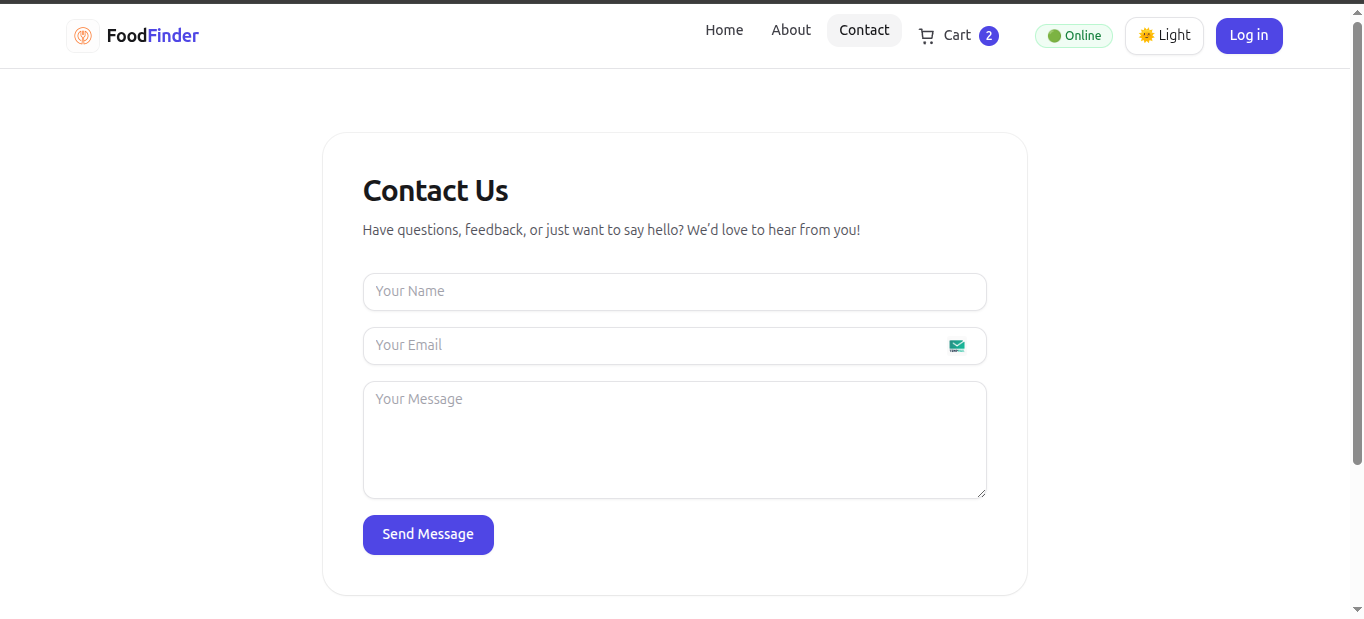 FoodFinder
Home About Contact Cart 2 Online Light Log in
Contact Us
Have questions, feedback, or just want to say hello? We'd love to hear from you!
Your Name
Your Email
Your Message
Send Message